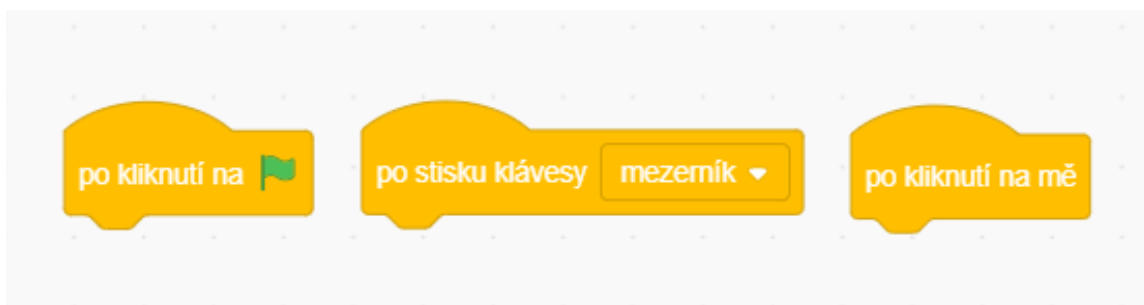 po kliknutí na
po stisku klávesy mezerník
po kliknutí na mě